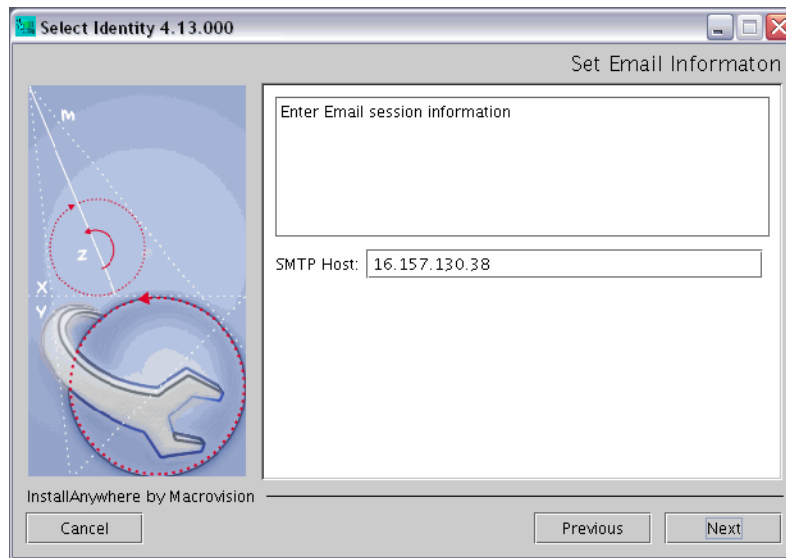 Select Identity 4.13.000
Set Email Informaton
m
z
X
Y
Enter Email session information
SMTP Host: 16.157.130.38
InstallAnywhere by Macrovision
Cancel Previous Next